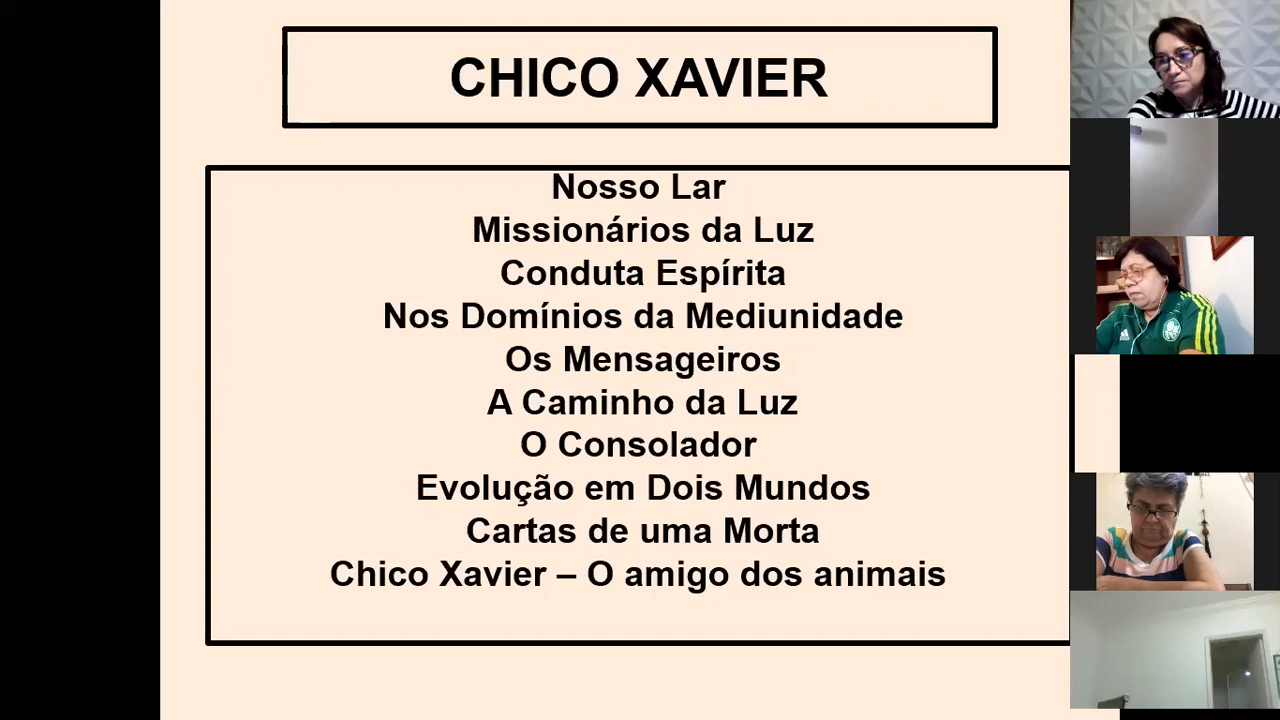 CHICO XAVIER
Nosso Lar
Missionários da Luz
Conduta Espírita
Nos Domínios da Mediunidade
Os Mensageiros
A Caminho da Luz
O Consolador
Evolução em Dois Mundos
Cartas de uma Morta
Chico Xavier – O amigo dos animais